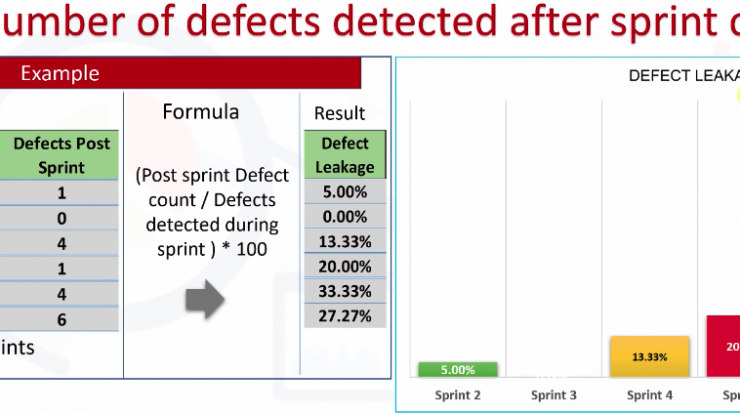 umber of defects detected after sprint
Example
Formula
Result
Defects Post
Sprint
1
0
4
1
4
6
ints
(Post sprint Defect
count / Defects
detected during
sprint ) * 100
Defect
Leakage
5.00%
0.00%
13.33%
20.00%
33.33%
27.27%
DEFECT LEAKA
5.00%
13.33%
20
Sprint 2
Sprint 3
Sprint 4
Spr